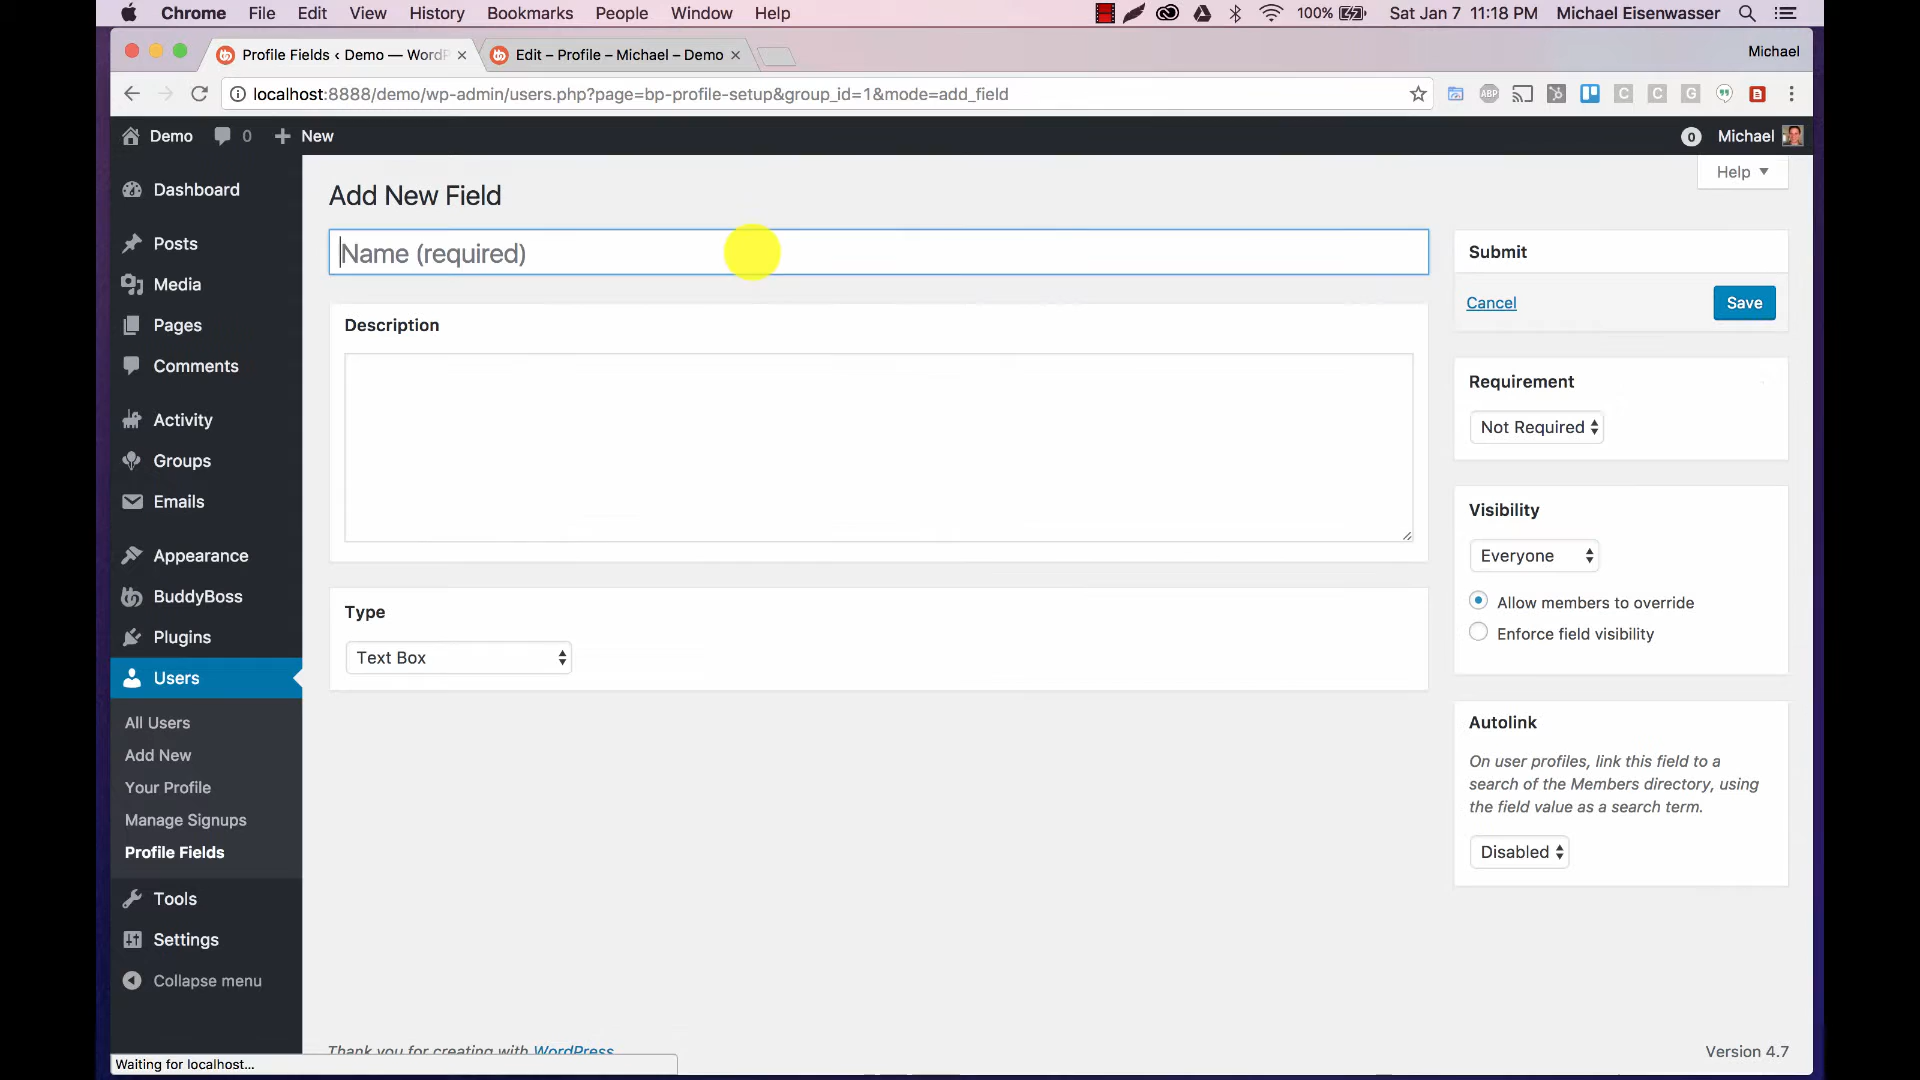 Chrome File Edit View History Bookmarks People Window Help 100% Sat Jan 7 11:18 PM Michael Eisenwasser
Profile Fields ‹ Demo — WordP Edit – Profile – Michael – Demo Michael
localhost:8888/demo/wp-admin/users.php?page=bp-profile-setup&group_id=1&mode=add_field
ABP C C G B
Demo 0 New 0 Michael
Help
Dashboard
Posts
Media
Pages
Comments
Activity
Groups
Emails
Appearance
BuddyBoss
Plugins
Users
All Users
Add New
Your Profile
Manage Signups
Profile Fields
Tools
Settings
Collapse menu
Add New Field
Name (required)
Description
Type
Text Box
Submit
Cancel Save
Requirement
Not Required
Visibility
Everyone
Allow members to override
Enforce field visibility
Autolink
On user profiles, link this field to a
search of the Members directory, using
the field value as a search term.
Disabled
Thank you for creating with WordPress
Version 4.7
Waiting for localhost...